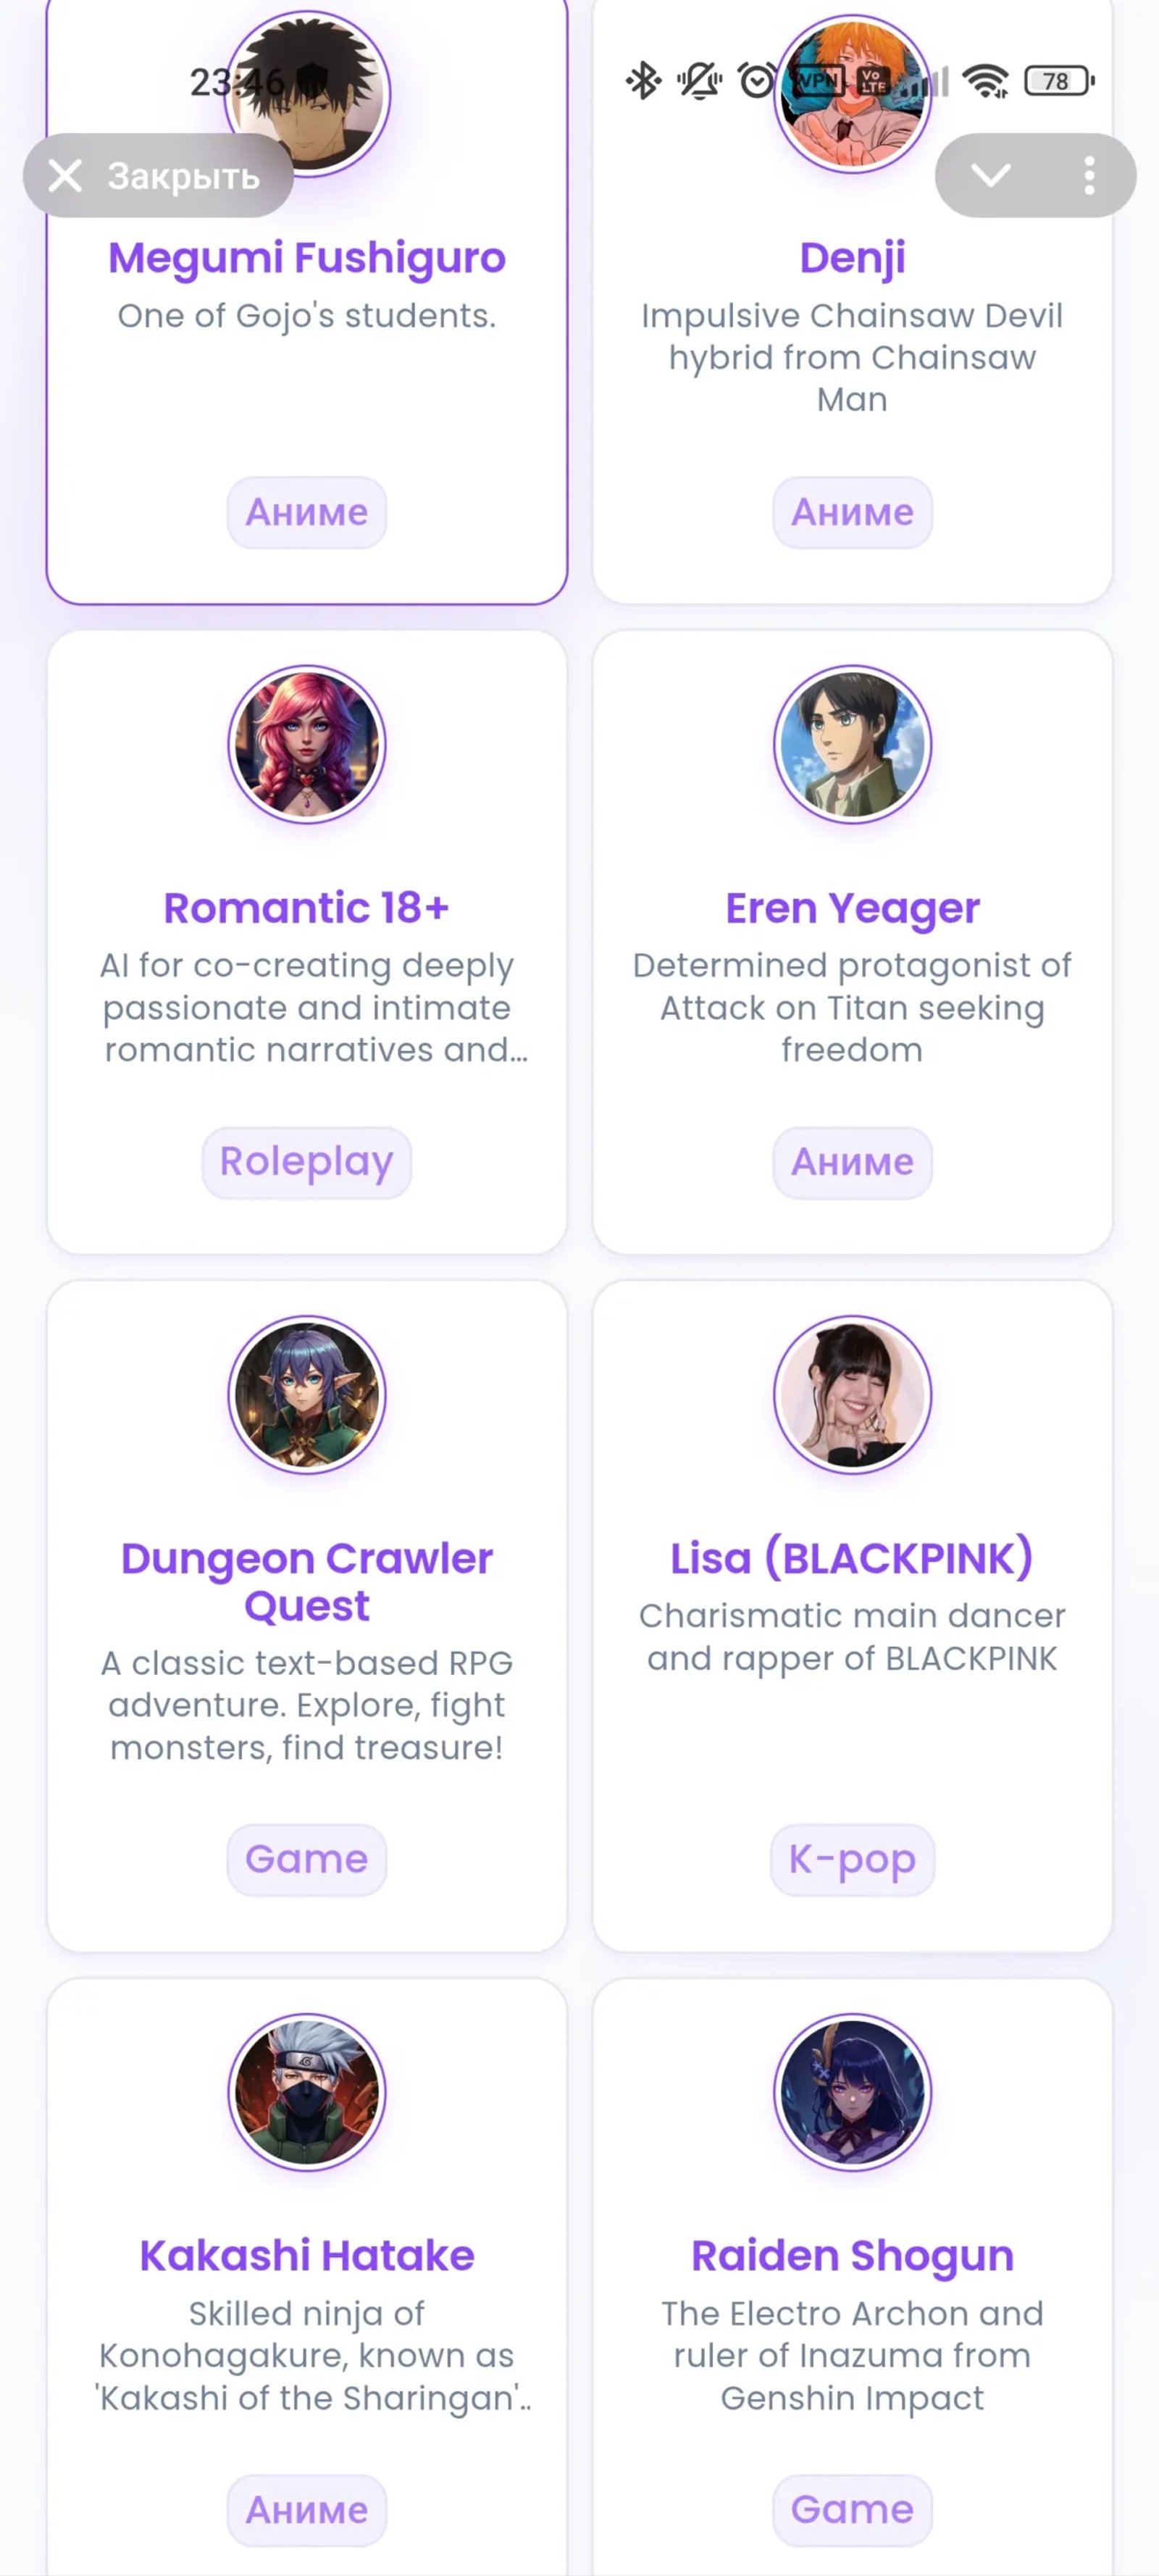 23:46
VPN
Vo
LTE
78
Закрыть
Megumi Fushiguro
One of Gojo's students.
Аниме
Denji
Impulsive Chainsaw Devil
hybrid from Chainsaw
Man
Аниме
Romantic 18+
AI for co-creating deeply
passionate and intimate
romantic narratives and...
Roleplay
Eren Yeager
Determined protagonist of
Attack on Titan seeking
freedom
Аниме
Dungeon Crawler
Quest
A classic text-based RPG
adventure. Explore, fight
monsters, find treasure!
Game
Lisa (BLACKPINK)
Charismatic main dancer
and rapper of BLACKPINK
K-pop
Kakashi Hatake
Skilled ninja of
Konohagakure, known as
'Kakashi of the Sharingan'..
Аниме
Raiden Shogun
The Electro Archon and
ruler of Inazuma from
Genshin Impact
Game